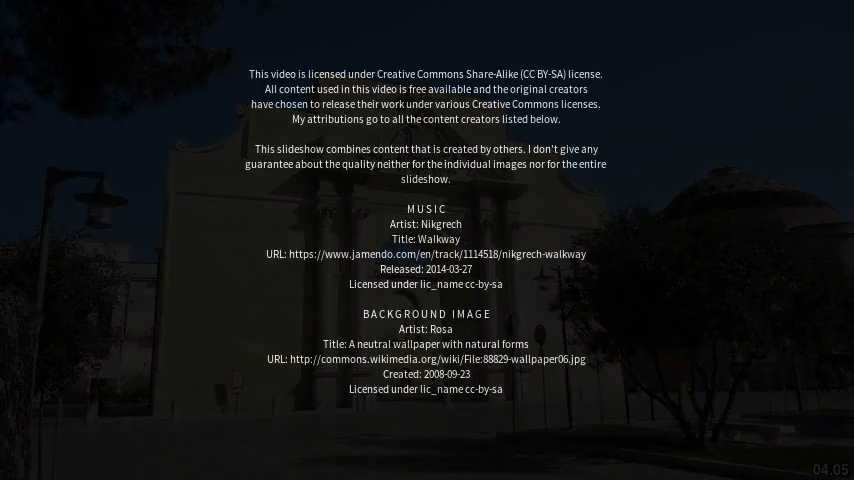 This video is licensed under Creative Commons Share-Alike (CC BY-SA) license.
All content used in this video is free available and the original creators
have chosen to release their work under various Creative Commons licenses.
My attributions go to all the content creators listed below.
This slideshow combines content that is created by others. I don't give any
guarantee about the quality neither for the individual images nor for the entire
slideshow.
MUSIC
Artist: Nikgrech
Title: Walkway
URL: https://www.jamendo.com/en/track/1114518/nikgrech-walkway
Released: 2014-03-27
Licensed under lic_name cc-by-sa
BACKGROUND IMAGE
Artist: Rosa
Title: A neutral wallpaper with natural forms
URL: http://commons.wikimedia.org/wiki/File:88829-wallpaper06.jpg
Created: 2008-09-23
Licensed under lic_name cc-by-sa
04.05